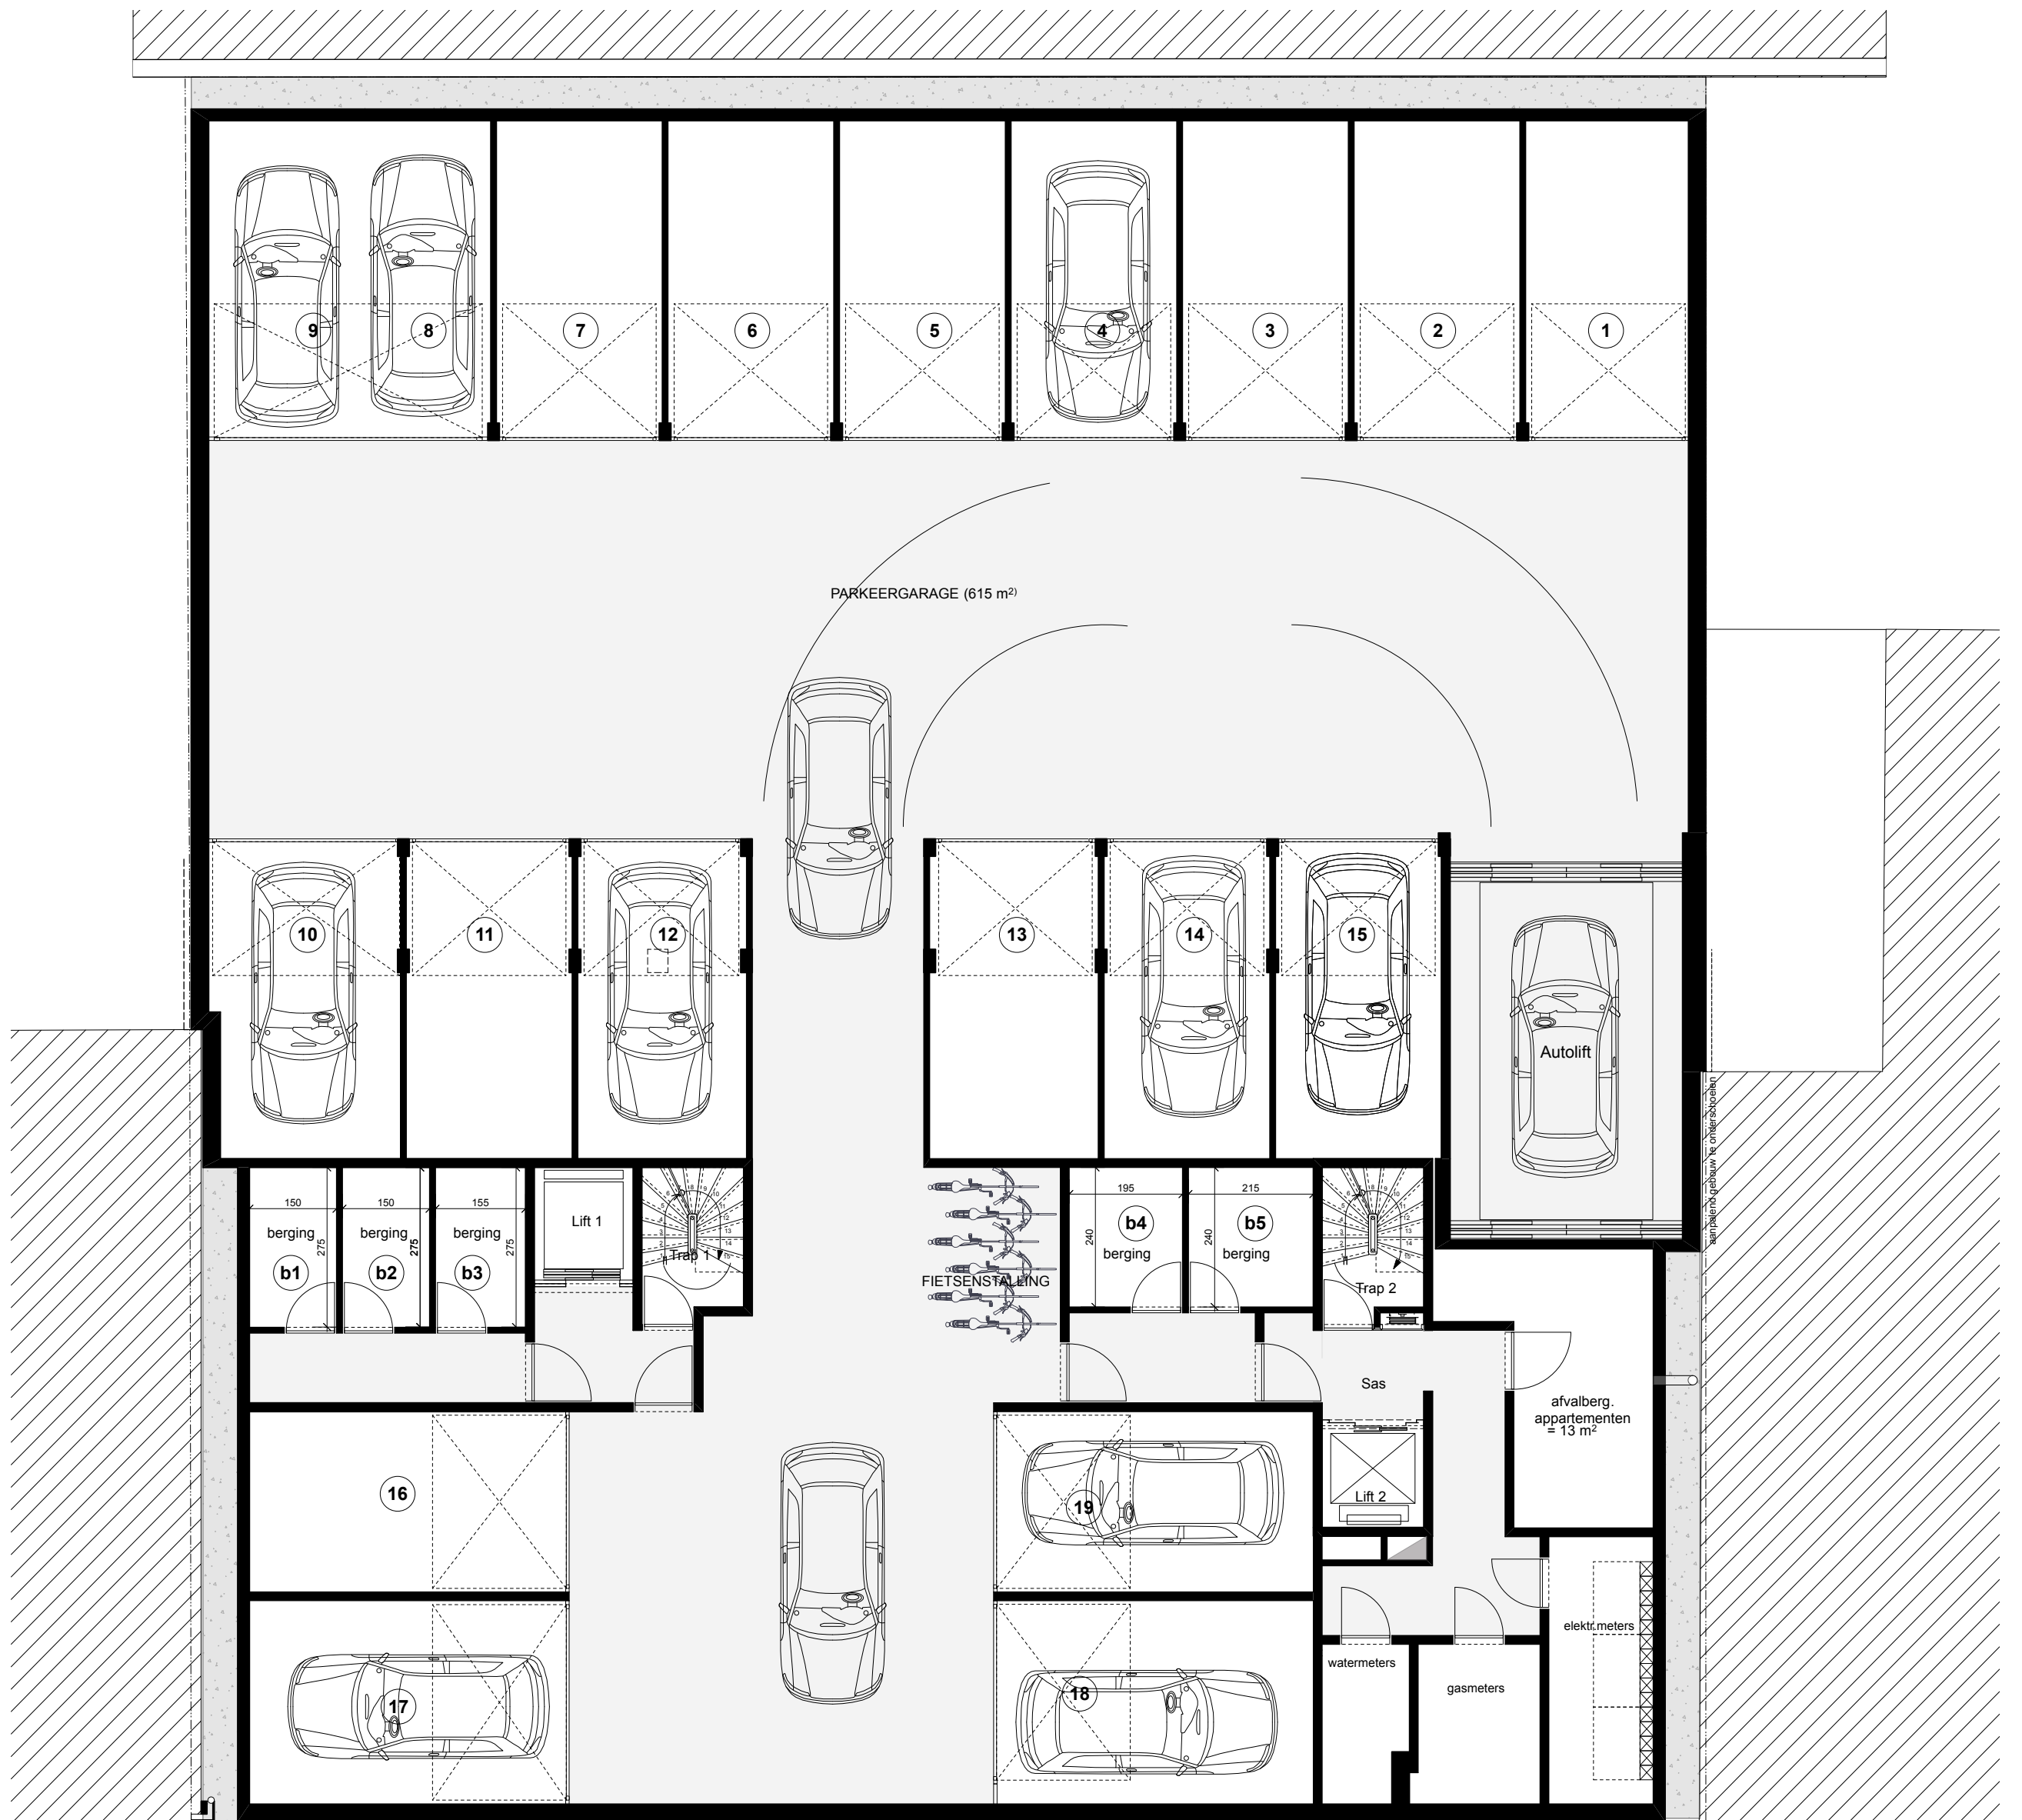 9
8
7
6
5
4
3
2
1
PARKEERGARAGE (615 m²)
10
11
12
13
14
15
Autolift
aanpalend gebouw te onderschoeien
150
150
155
berging
berging
berging
275
275
275
b1
b2
b3
Lift 1
Trap 1
FIETSENSTALLING
195
215
240
240
b4
b5
berging
berging
Trap 2
Sas
afvalberg.
appartementen
= 13 m²
16
19
Lift 2
17
18
watermeters
gasmeters
elektr.meters